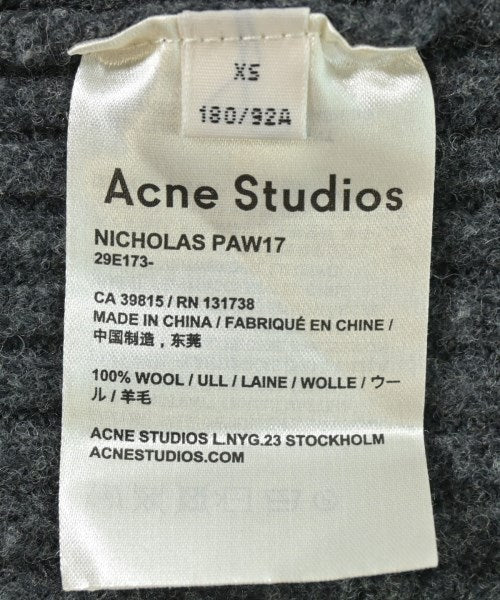 XS
180/92A
Acne Studios
NICHOLAS PAW17
29E173-
CA 39815 / RN 131738
MADE IN CHINA / FABRIQUÉ EN CHINE /
中国制造，东莞
100% WOOL / ULL / LAINE / WOLLE / ウー
ル / 羊毛
ACNE STUDIOS L.NYG.23 STOCKHOLM
ACNESTUDIOS.COM